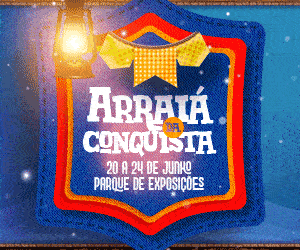 ARRAIÁ
DA
CONQUISTA
20 A 24 DE JUNHO
PARQUE DE EXPOSIÇÕES